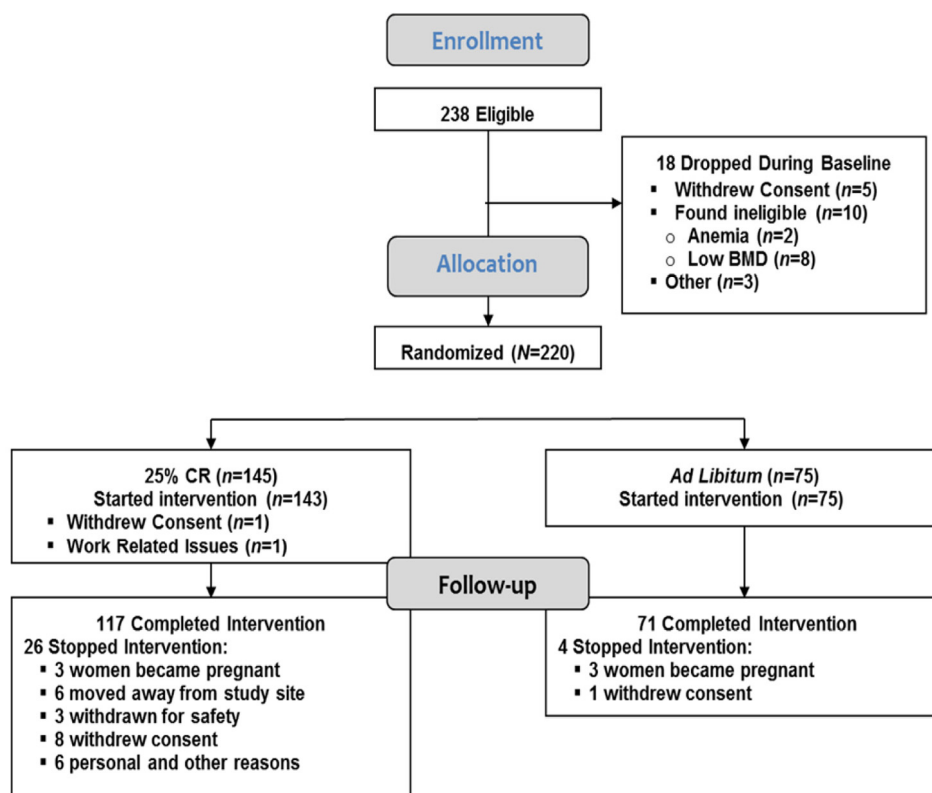 Enrollment
238 Eligible
18 Dropped During Baseline
▪ Withdrew Consent (n=5)
▪ Found ineligible (n=10)
o Anemia (n=2)
o Low BMD (n=8)
▪ Other (n=3)
Allocation
Randomized (N=220)
25% CR (n=145)
Started intervention (n=143)
▪ Withdrew Consent (n=1)
▪ Work Related Issues (n=1)
Ad Libitum (n=75)
Started intervention (n=75)
Follow-up
117 Completed Intervention
26 Stopped Intervention:
▪ 3 women became pregnant
▪ 6 moved away from study site
▪ 3 withdrawn for safety
▪ 8 withdrew consent
▪ 6 personal and other reasons
71 Completed Intervention
4 Stopped Intervention:
▪ 3 women became pregnant
▪ 1 withdrew consent